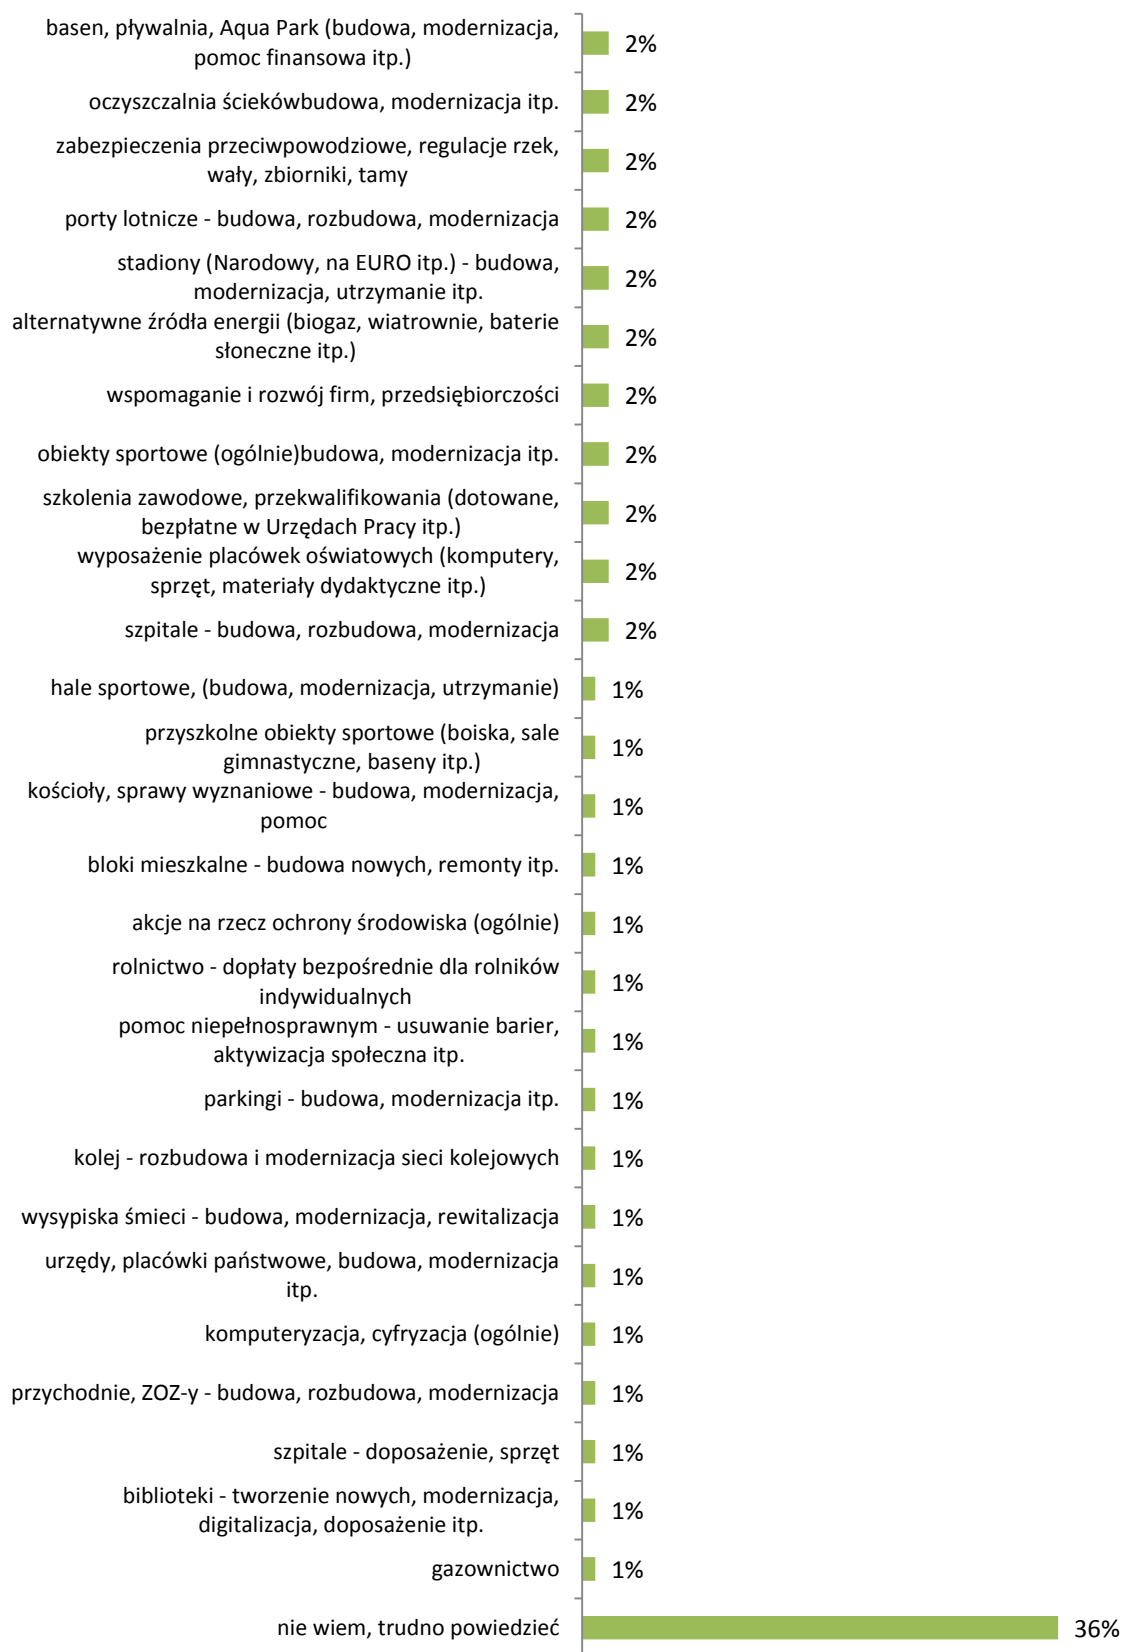 basen, pływalnia, Aqua Park (budowa, modernizacja,
pomoc finansowa itp.)
2%
oczyszczalnia ściekówbudowa, modernizacja itp.
2%
zabezpieczenia przeciwpowodziowe, regulacje rzek,
wały, zbiorniki, tamy
2%
porty lotnicze - budowa, rozbudowa, modernizacja
2%
stadiony (Narodowy, na EURO itp.) - budowa,
modernizacja, utrzymanie itp.
2%
alternatywne źródła energii (biogaz, wiatrownie, baterie
słoneczne itp.)
2%
wspomaganie i rozwój firm, przedsiębiorczości
2%
obiekty sportowe (ogólnie)budowa, modernizacja itp.
2%
szkolenia zawodowe, przekwalifikowania (dotowane,
bezpłatne w Urzędach Pracy itp.)
2%
wyposażenie placówek oświatowych (komputery,
sprzęt, materiały dydaktyczne itp.)
2%
szpitale - budowa, rozbudowa, modernizacja
2%
hale sportowe, (budowa, modernizacja, utrzymanie)
1%
przyszkolne obiekty sportowe (boiska, sale
gimnastyczne, baseny itp.)
1%
kościoły, sprawy wyznaniowe - budowa, modernizacja,
pomoc
1%
bloki mieszkalne - budowa nowych, remonty itp.
1%
akcje na rzecz ochrony środowiska (ogólnie)
1%
rolnictwo - dopłaty bezpośrednie dla rolników
indywidualnych
1%
pomoc niepełnosprawnym - usuwanie barier,
aktywizacja społeczna itp.
1%
parkingi - budowa, modernizacja itp.
1%
kolej - rozbudowa i modernizacja sieci kolejowych
1%
wysypiska śmieci - budowa, modernizacja, rewitalizacja
1%
urzędy, placówki państwowe, budowa, modernizacja
itp.
1%
komputeryzacja, cyfryzacja (ogólnie)
1%
przychodnie, ZOZ-y - budowa, rozbudowa, modernizacja
1%
szpitale - doposażenie, sprzęt
1%
biblioteki - tworzenie nowych, modernizacja,
digitalizacja, doposażenie itp.
1%
gazownictwo
1%
nie wiem, trudno powiedzieć
36%